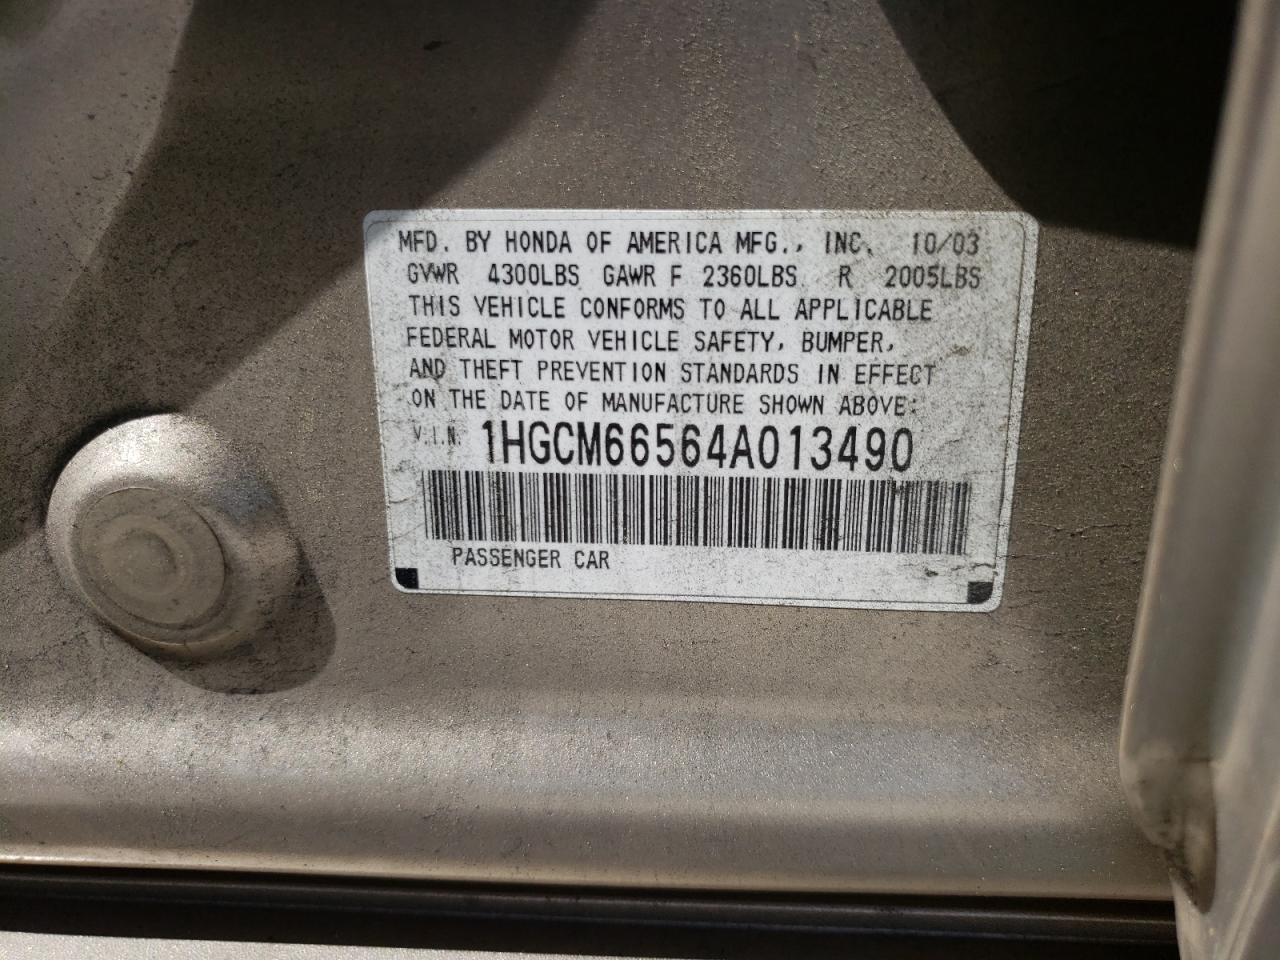 MFD. BY HONDA OF AMERICA MFG., INC. 10/03
GVWR 4300LBS GAWR F 2360LBS R 2005LBS
THIS VEHICLE CONFORMS TO ALL APPLICABLE
FEDERAL MOTOR VEHICLE SAFETY, BUMPER,
AND THEFT PREVENTION STANDARDS IN EFFECT
ON THE DATE OF MANUFACTURE SHOWN ABOVE:
V.I.N. 1HGCM66564A013490
PASSENGER CAR